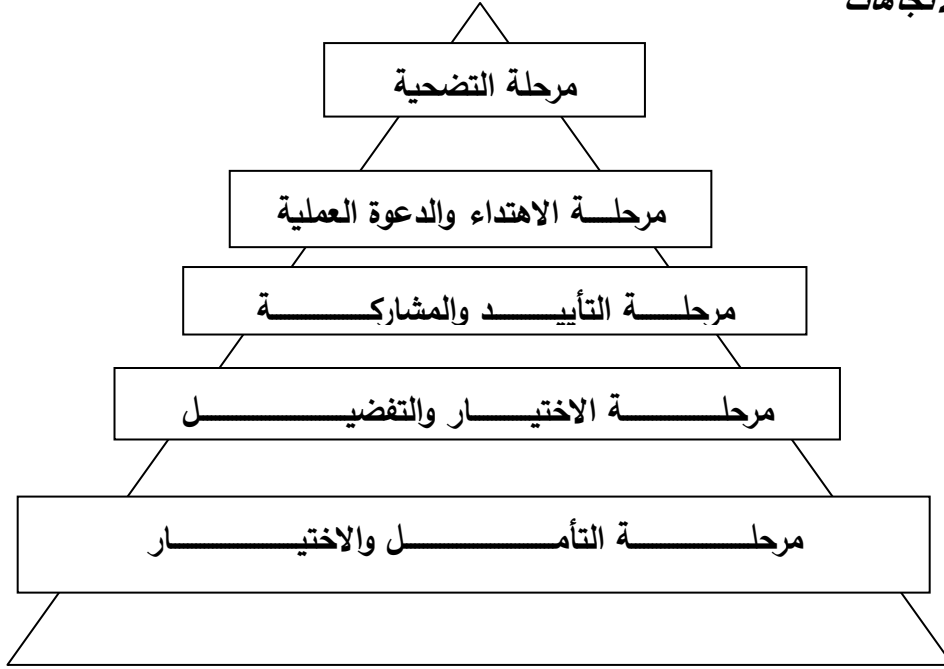 مرحلة التضحية
مرحلة الاهتداء والدعوة العملية
مرحلة التأييد والمشاركة
مرحلة الاختيار والتفضيل
مرحلة التأمل والاختيار